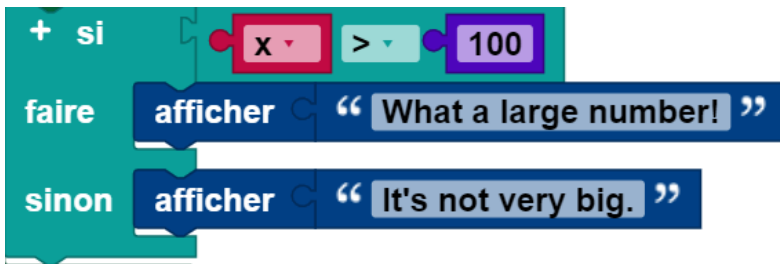 + si x > 100
faire afficher “ What a large number! ”
sinon afficher “ It's not very big. ”